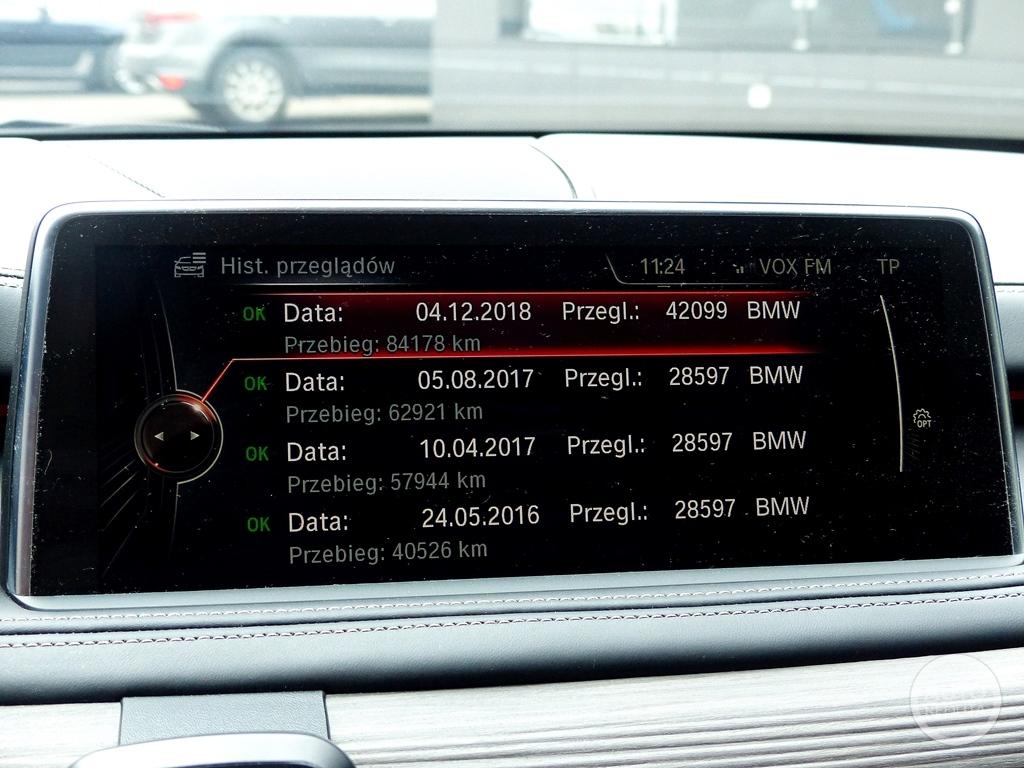 Hist. przeglądów 11:24 VOX FM TP
OK Data: 04.12.2018 Przegl.: 42099 BMW
Przebieg: 84178 km
OK Data: 05.08.2017 Przegl.: 28597 BMW
Przebieg: 62921 km
OPT
OK Data: 10.04.2017 Przegl.: 28597 BMW
Przebieg: 57944 km
OK Data: 24.05.2016 Przegl.: 28597 BMW
Przebieg: 40526 km